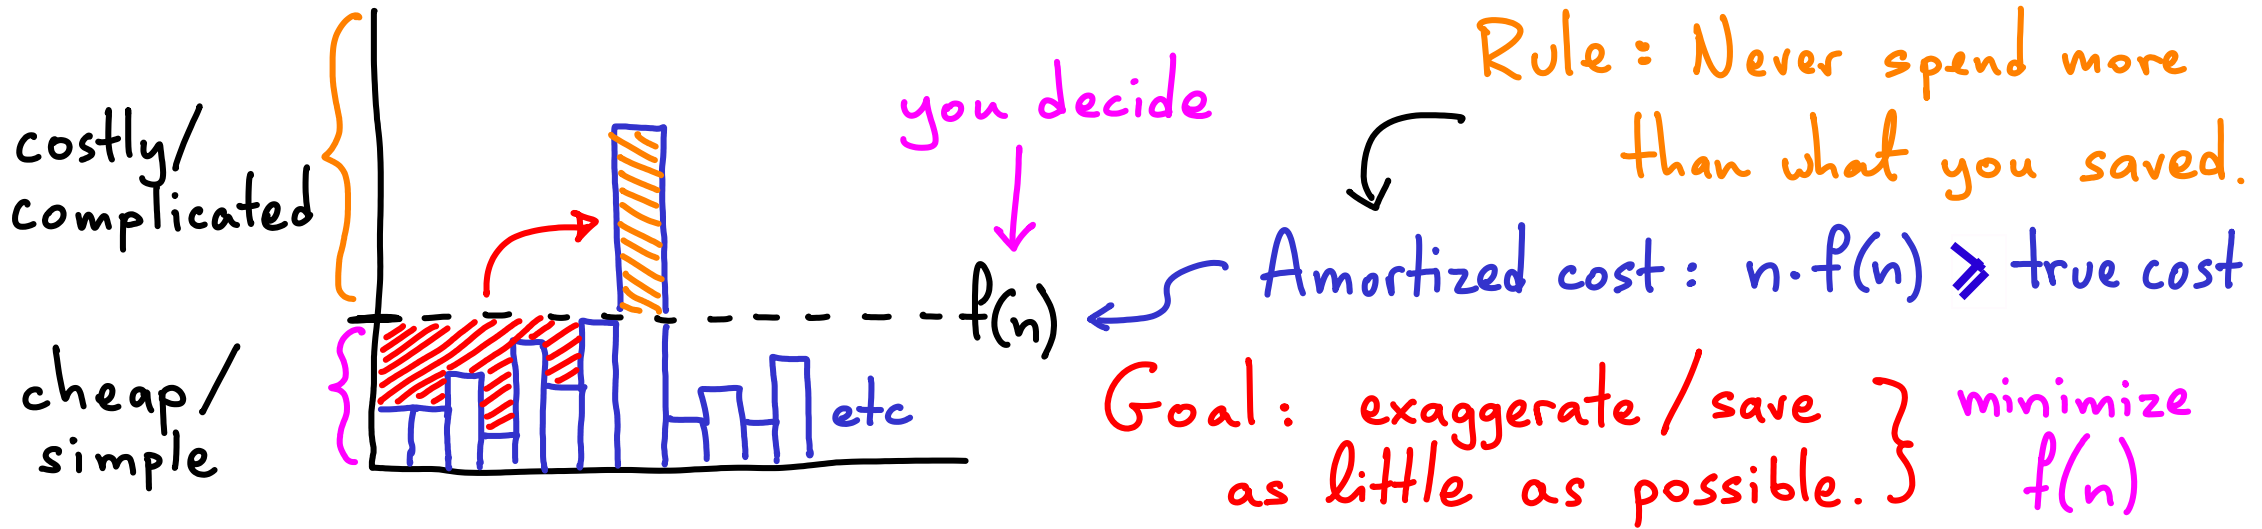 costly/
complicated
cheap/
simple
etc
you decide
f(n)
Rule: Never spend more
than what you saved.
Amortized cost: n·f(n) ⩾ true cost
Goal: exaggerate/save
as little as possible.
minimize
f(n)